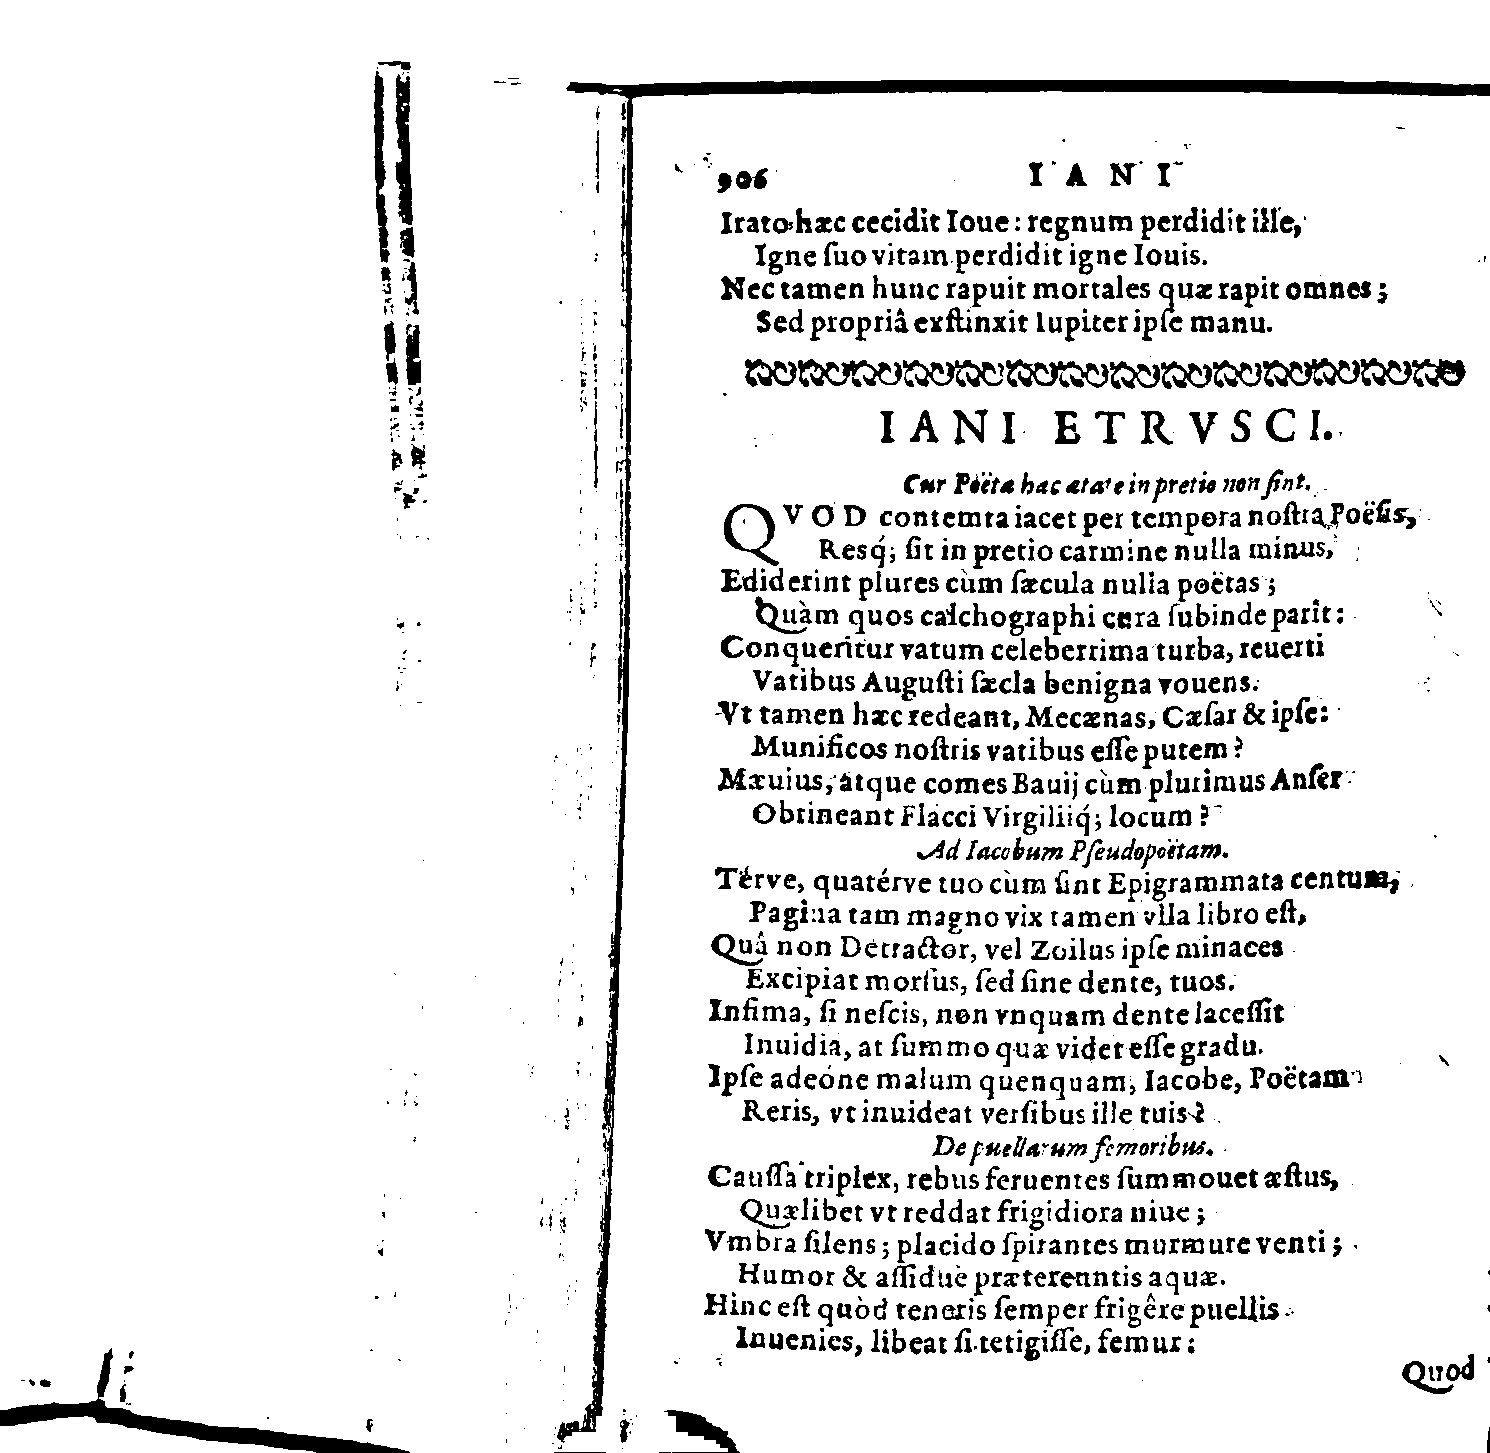 906 IANI
Irato hæc cecidit Ioue: regnum perdidit ille,
Igne ſuo vitam perdidit igne Iouis.
Nec tamen hunc rapuit mortales quæ rapit omnes;
Sed propriâ exſtinxit Iupiter ipſe manu.
IANI ETRVSCI.
Cur Poëta hac ætate in pretio non ſint.
QVOD contemta iacet per tempora noſtra Poëſis,
Resq́; ſit in pretio carmine nulla minus,
Ediderint plures cùm ſæcula nulla poëtas;
Quàm quos calchographi cura ſubinde parit:
Conqueritur vatum celeberrima turba, reuerti
Vatibus Auguſti ſæcla benigna vouens.
Vt tamen hæc redeant, Mecænas, Cæſar & ipſe:
Munificos noſtris vatibus eſſe putem?
Mæuius, atque comes Bauij cùm plurimus Anſer
Obtineant Flacci Virgiliiq́; locum?
Ad Iacobum Pſeudopoëtam.
Térve, quatérve tuo cùm ſint Epigrammata centum,
Pagina tam magno vix tamen vlla libro eſt,
Quâ non Detractor, vel Zoilus ipſe minaces
Excipiat morſus, ſed ſine dente, tuos.
Infima, ſi neſcis, non vnquam dente laceſſit
Inuidia, at ſummo quæ videt eſſe gradu.
Ipſe adeóne malum quenquam, Iacobe, Poëtam
Reris, vt inuideat verſibus ille tuis?
De puellarum femoribus.
Cauſſa triplex, rebus feruentes ſummouet æſtus,
Quælibet vt reddat frigidiora niue;
Vmbra ſilens; placido ſpirantes murmure venti;
Humor & aſſiduè prætereuntis aquæ.
Hinc eſt quòd teneris ſemper frigêre puellis
Inuenies, libeat ſi tetigiſſe, femur:
Quod